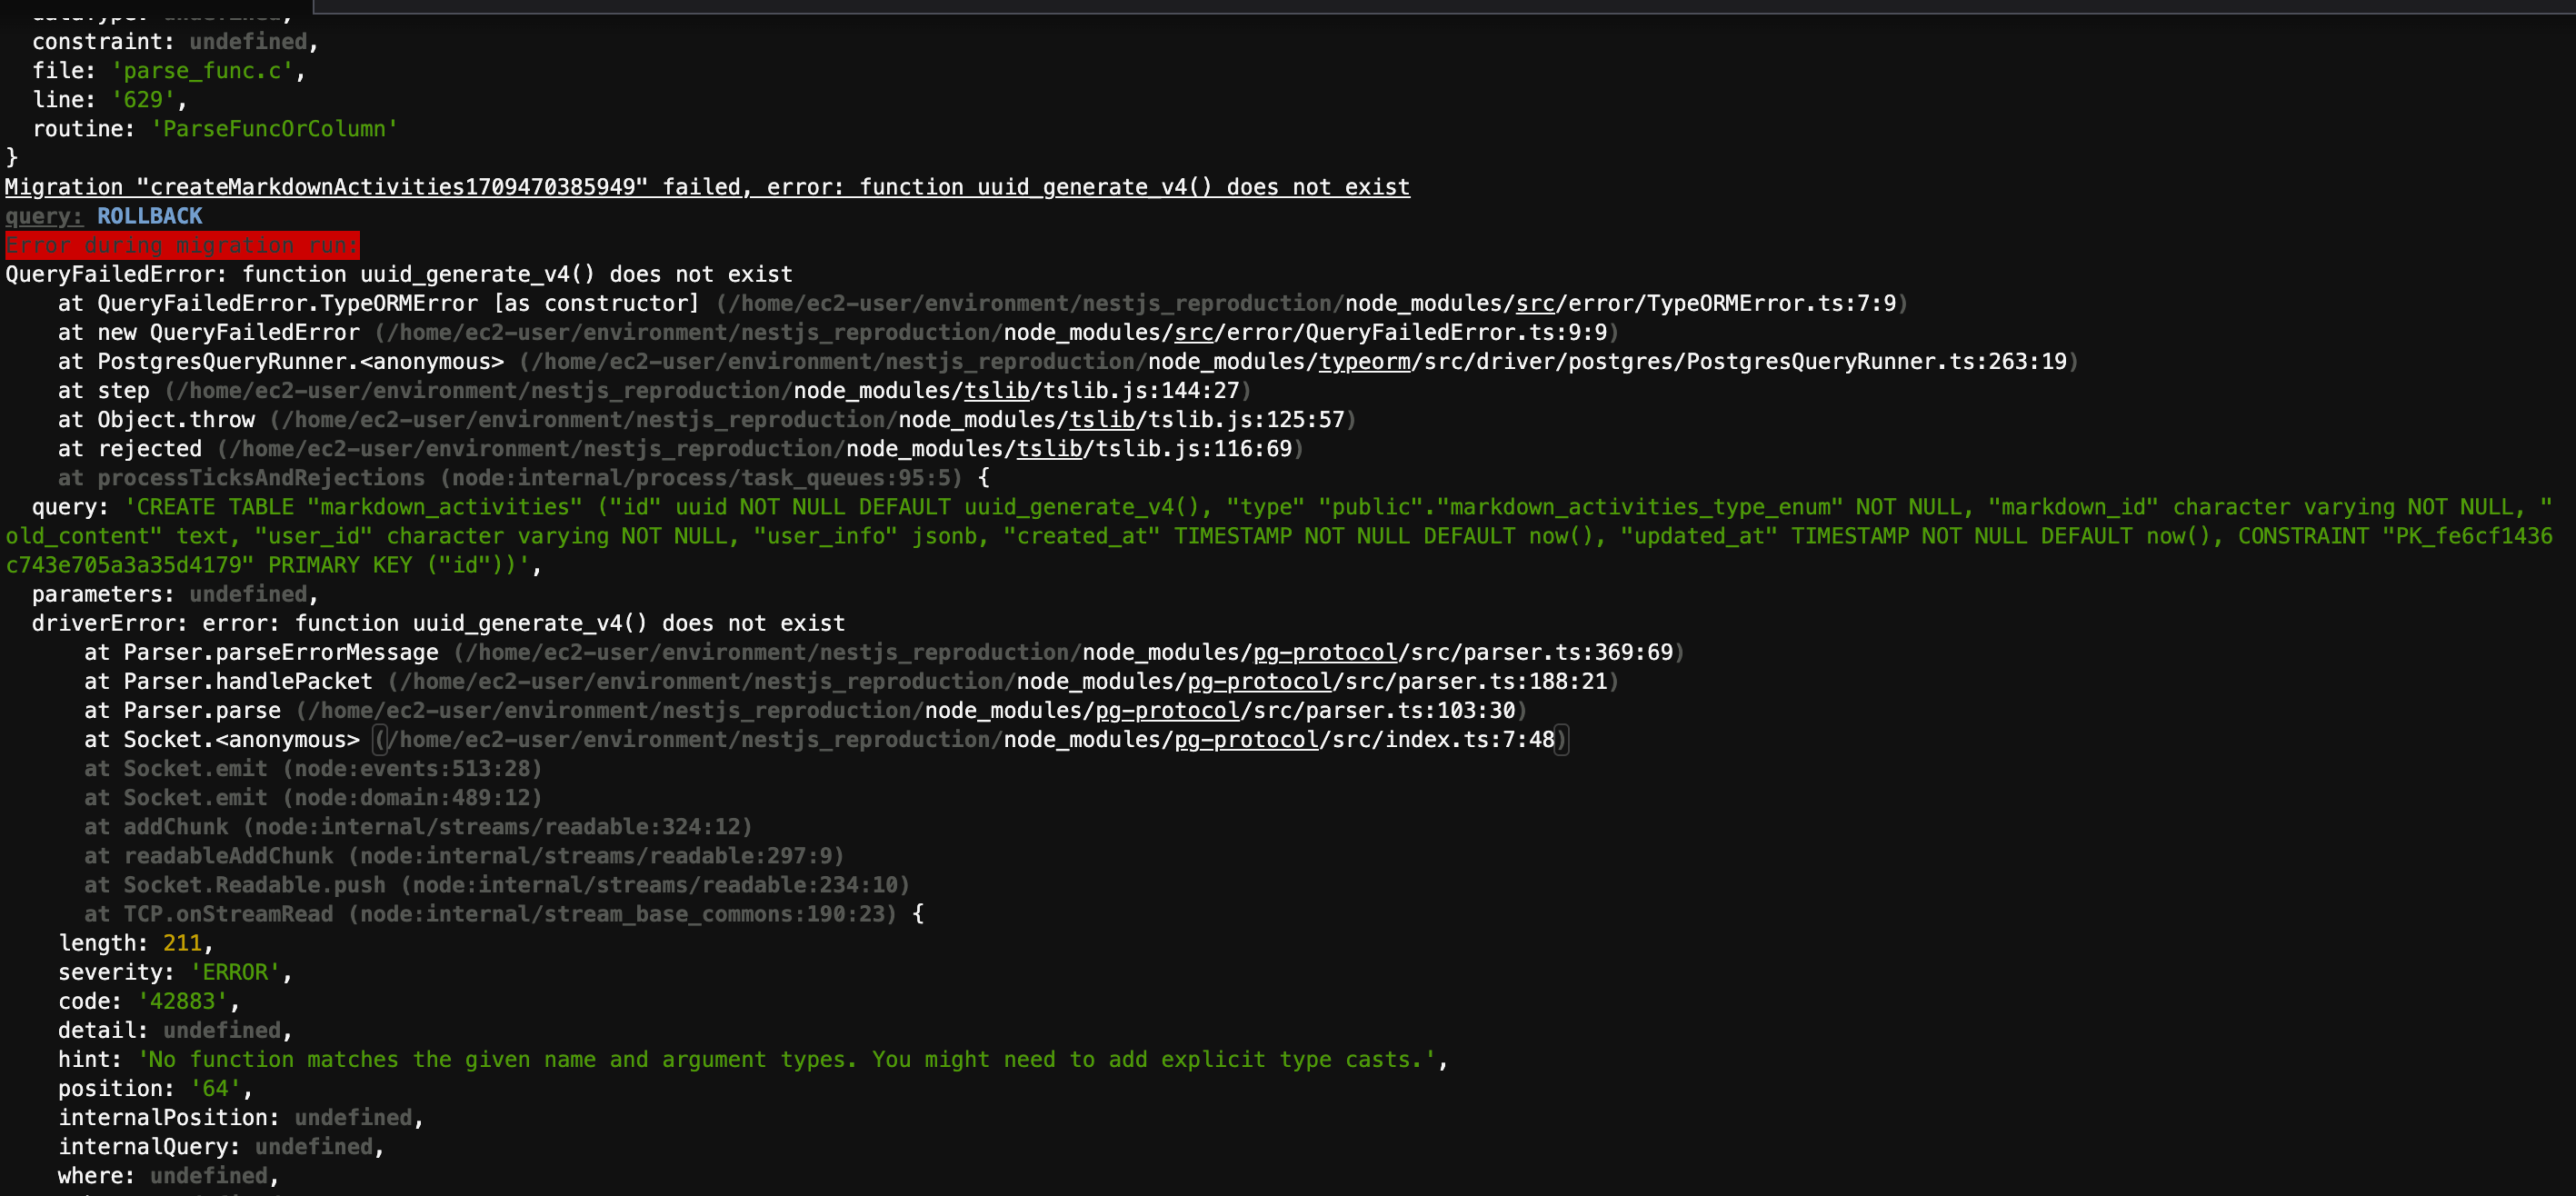 constraint: undefined,
file: 'parse_func.c',
line: '629',
routine: 'ParseFuncOrColumn'
}
Migration "createMarkdownActivities1709470385949" failed, error: function uuid_generate_v4() does not exist
query: ROLLBACK
Error during migration run:
QueryFailedError: function uuid_generate_v4() does not exist
at QueryFailedError.TypeORMError [as constructor] (/home/ec2-user/environment/nestjs_reproduction/node_modules/src/error/TypeORMError.ts:7:9)
at new QueryFailedError (/home/ec2-user/environment/nestjs_reproduction/node_modules/src/error/QueryFailedError.ts:9:9)
at PostgresQueryRunner.<anonymous> (/home/ec2-user/environment/nestjs_reproduction/node_modules/typeorm/src/driver/postgres/PostgresQueryRunner.ts:263:19)
at step (/home/ec2-user/environment/nestjs_reproduction/node_modules/tslib/tslib.js:144:27)
at Object.throw (/home/ec2-user/environment/nestjs_reproduction/node_modules/tslib/tslib.js:125:57)
at rejected (/home/ec2-user/environment/nestjs_reproduction/node_modules/tslib/tslib.js:116:69)
at processTicksAndRejections (node:internal/process/task_queues:95:5) {
query: 'CREATE TABLE "markdown_activities" ("id" uuid NOT NULL DEFAULT uuid_generate_v4(), "type" "public"."markdown_activities_type_enum" NOT NULL, "markdown_id" character varying NOT NULL, "
old_content" text, "user_id" character varying NOT NULL, "user_info" jsonb, "created_at" TIMESTAMP NOT NULL DEFAULT now(), "updated_at" TIMESTAMP NOT NULL DEFAULT now(), CONSTRAINT "PK_fe6cf1436
c743e705a3a35d4179" PRIMARY KEY ("id"))',
parameters: undefined,
driverError: error: function uuid_generate_v4() does not exist
at Parser.parseErrorMessage (/home/ec2-user/environment/nestjs_reproduction/node_modules/pg-protocol/src/parser.ts:369:69)
at Parser.handlePacket (/home/ec2-user/environment/nestjs_reproduction/node_modules/pg-protocol/src/parser.ts:188:21)
at Parser.parse (/home/ec2-user/environment/nestjs_reproduction/node_modules/pg-protocol/src/parser.ts:103:30)
at Socket.<anonymous> (/home/ec2-user/environment/nestjs_reproduction/node_modules/pg-protocol/src/index.ts:7:48)
at Socket.emit (node:events:513:28)
at Socket.emit (node:domain:489:12)
at addChunk (node:internal/streams/readable:324:12)
at readableAddChunk (node:internal/streams/readable:297:9)
at Socket.Readable.push (node:internal/streams/readable:234:10)
at TCP.onStreamRead (node:internal/stream_base_commons:190:23) {
length: 211,
severity: 'ERROR',
code: '42883',
detail: undefined,
hint: 'No function matches the given name and argument types. You might need to add explicit type casts.',
position: '64',
internalPosition: undefined,
internalQuery: undefined,
where: undefined,